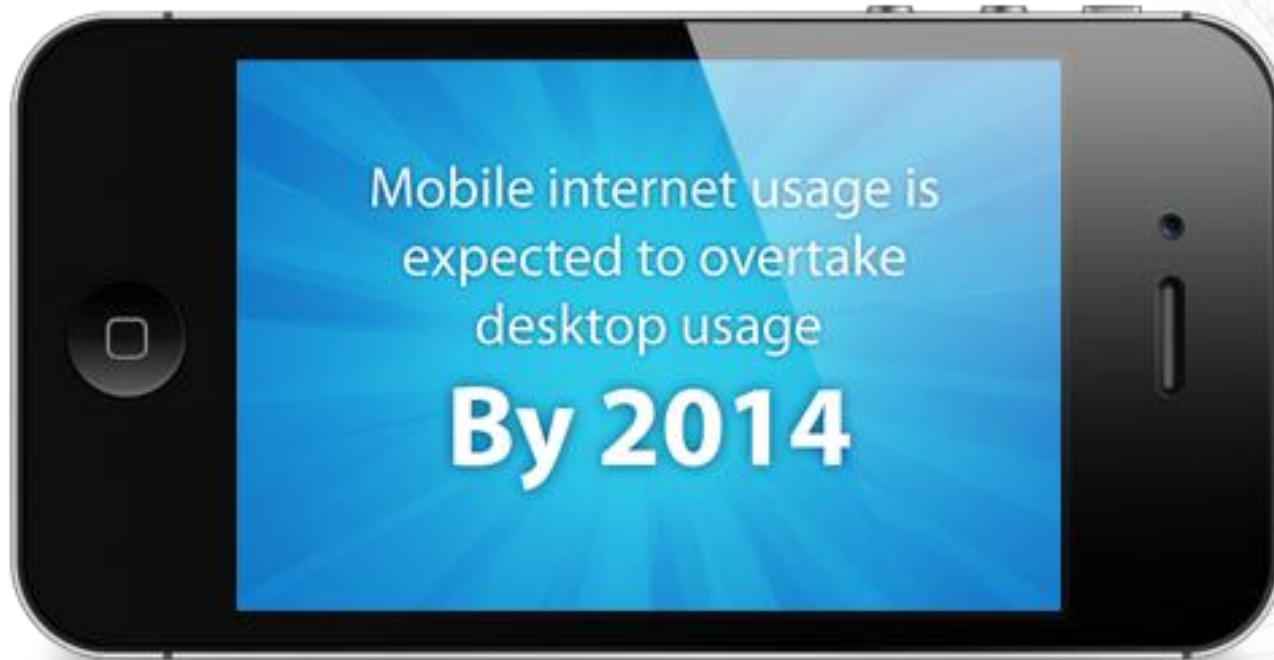 Mobile internet usage is
expected to overtake
desktop usage
By 2014